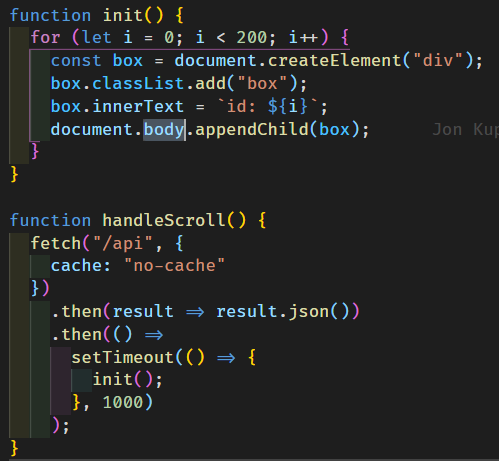 function init() {
  for (let i = 0; i < 200; i++) {
    const box = document.createElement("div");
    box.classList.add("box");
    box.innerText = `id: ${i}`;
    document.body.appendChild(box);    Jon Kup
  }
}

function handleScroll() {
  fetch("/api", {
    cache: "no-cache"
  })
    .then(result => result.json())
    .then(() =>
      setTimeout(() => {
        init();
      }, 1000)
    );
}